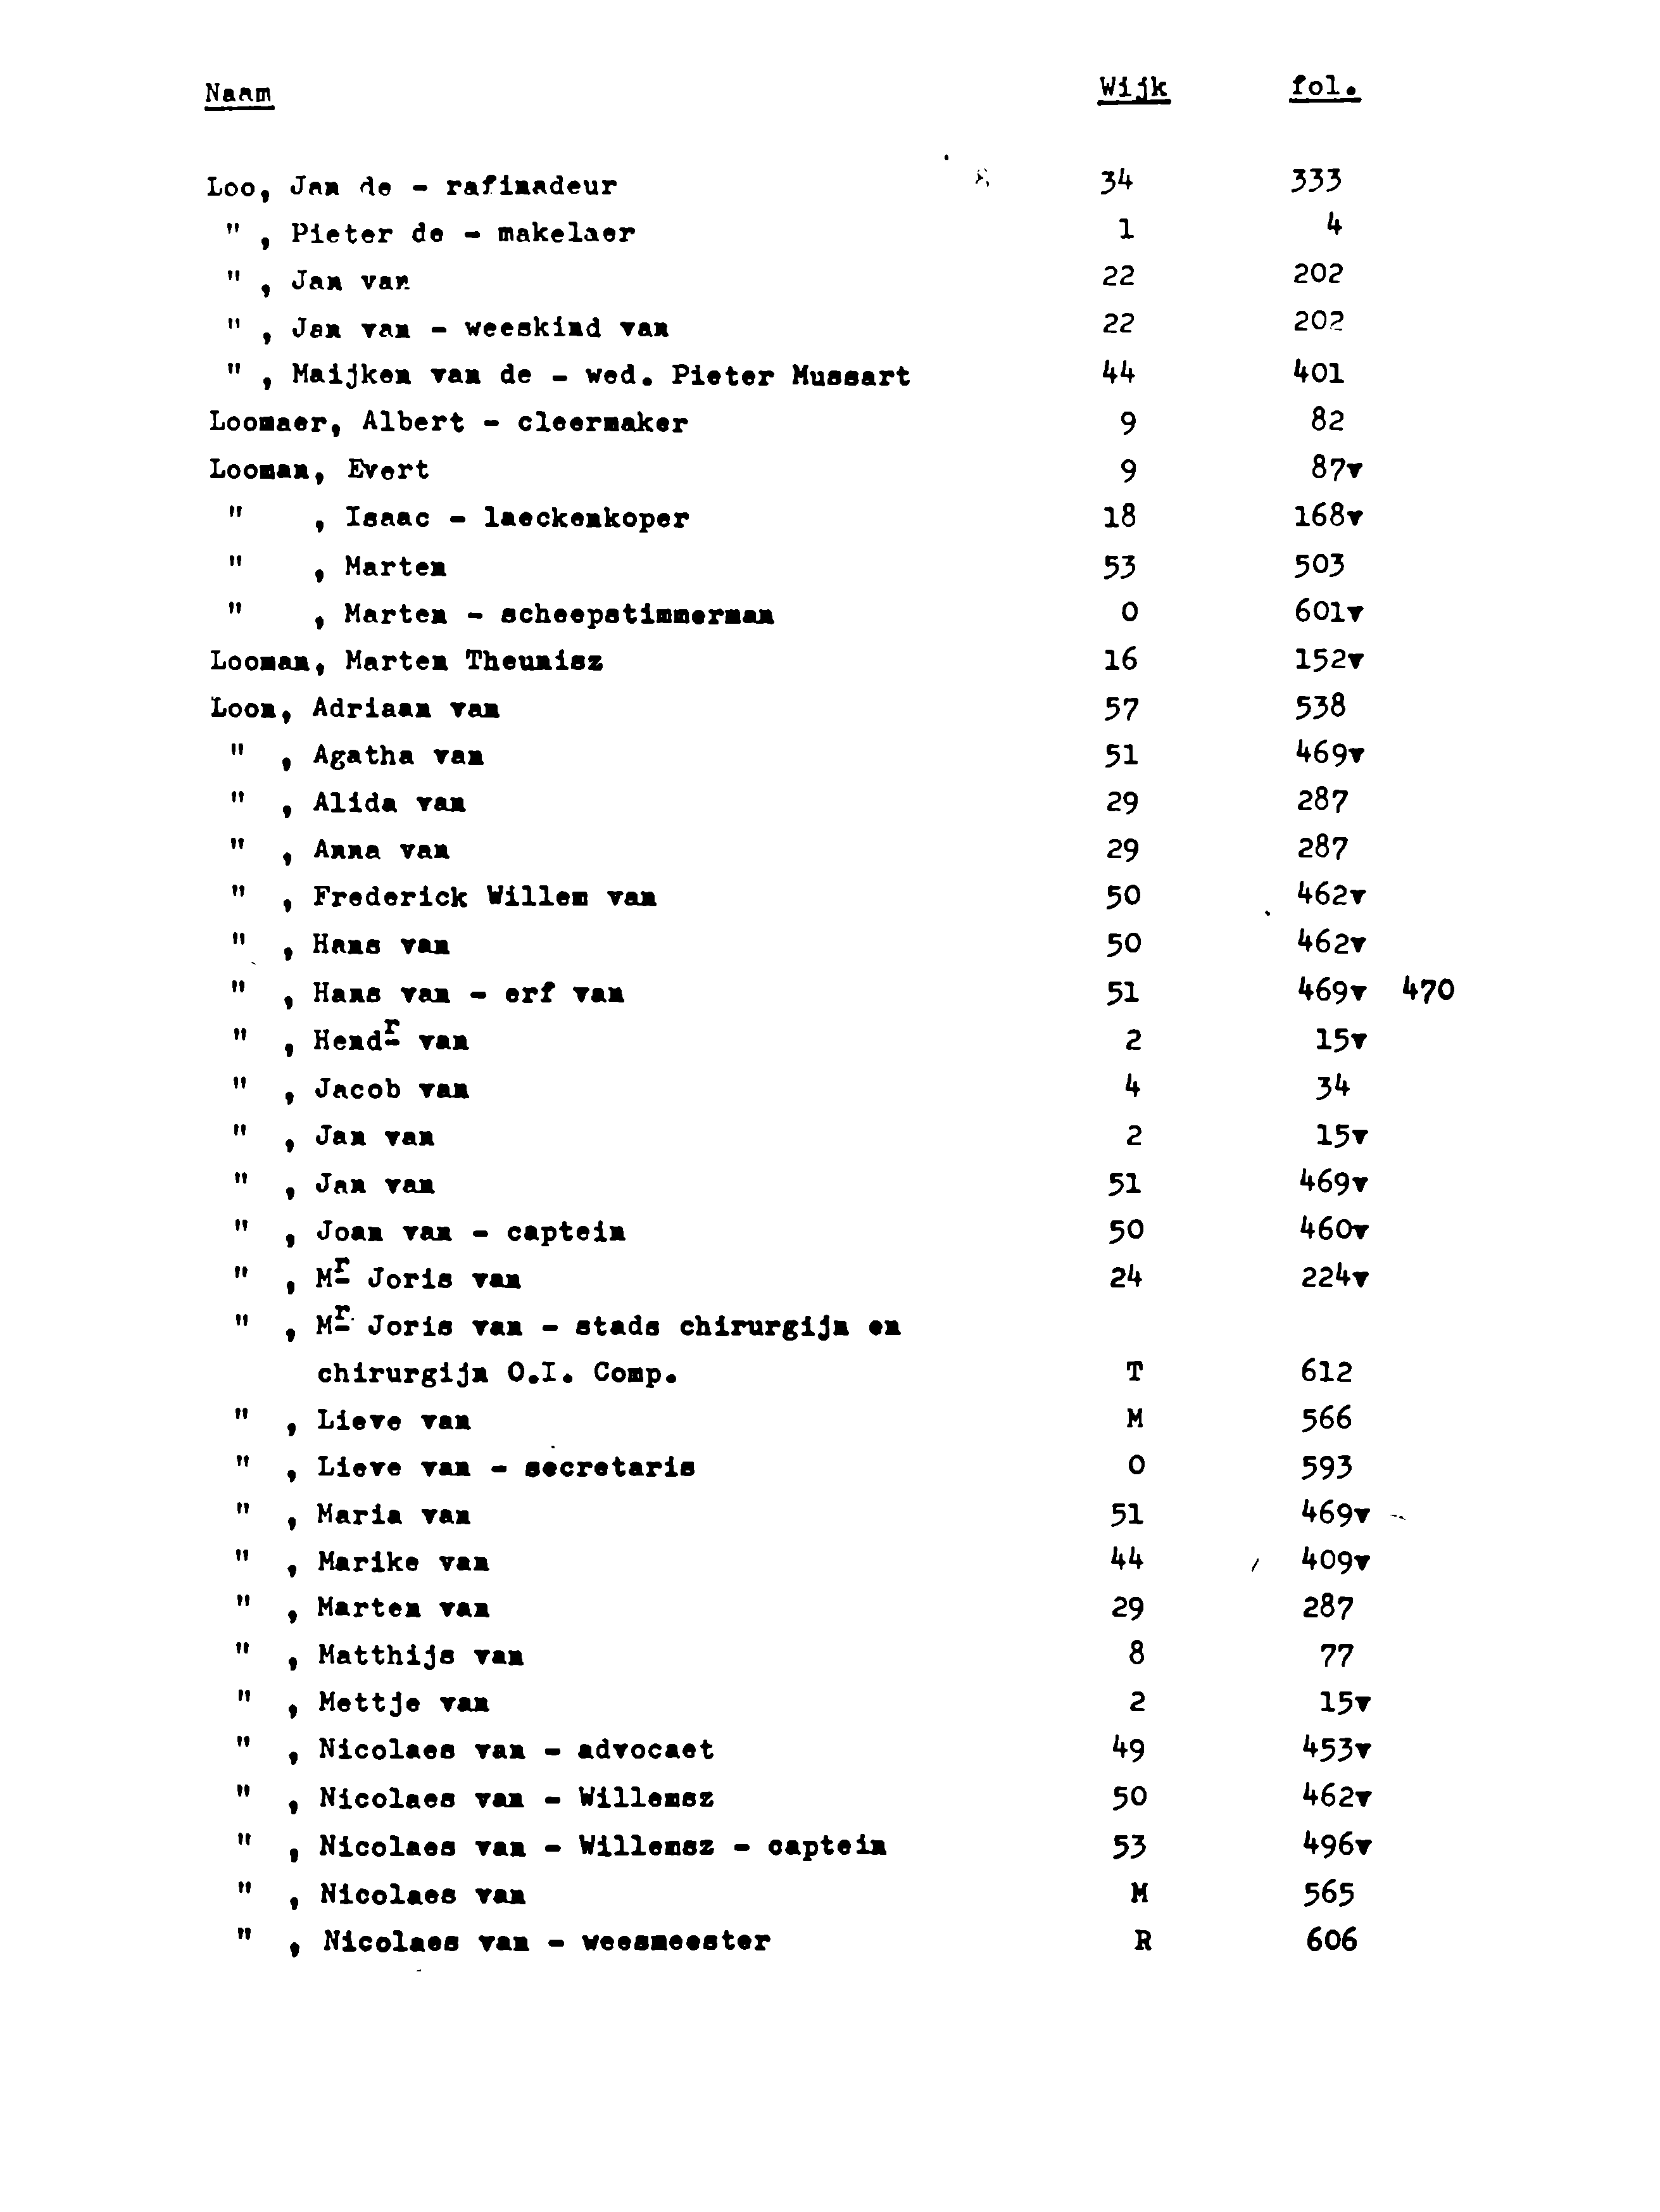 Naam Wijk fol.
Loo, Jan de - rafinadeur 34 333
" , Pieter de - makelaer 1 4
" , Jan van 22 202
" , Jan van - weeskind van 22 202
" , Maijken van de - wed. Pieter Mussart 44 401
Loomaer, Albert - cleermaker 9 82
Looman, Evert 9 87v
" , Isaac - laeckenkoper 18 168v
" , Marten 53 503
" , Marten - scheepstimmerman 0 601v
Looman, Marten Theunisz 16 152v
Loon, Adriaan van 57 538
" , Agatha van 51 469v
" , Alida van 29 287
" , Anna van 29 287
" , Frederick Willem van 50 462v
" , Hans van 50 462v
" , Hans van - erf van 51 469v 470
" , Hendr van 2 15v
" , Jacob van 4 34
" , Jan van 2 15v
" , Jan van 51 469v
" , Joan van - captein 50 460v
" , Mr Joris van 24 224v
" , Mr Joris van - stads chirurgijn en
chirurgijn O.I. Comp. T 612
" , Lieve van M 566
" , Lieve van - secretaris O 593
" , Maria van 51 469v
" , Marike van 44 409v
" , Marten van 29 287
" , Matthijs van 8 77
" , Mettje van 2 15v
" , Nicolaes van - advocaet 49 453v
" , Nicolaes van - Willemsz 50 462v
" , Nicolaes van - Willemsz - captein 53 496v
" , Nicolaes van M 565
" , Nicolaes van - weesmeester R 606